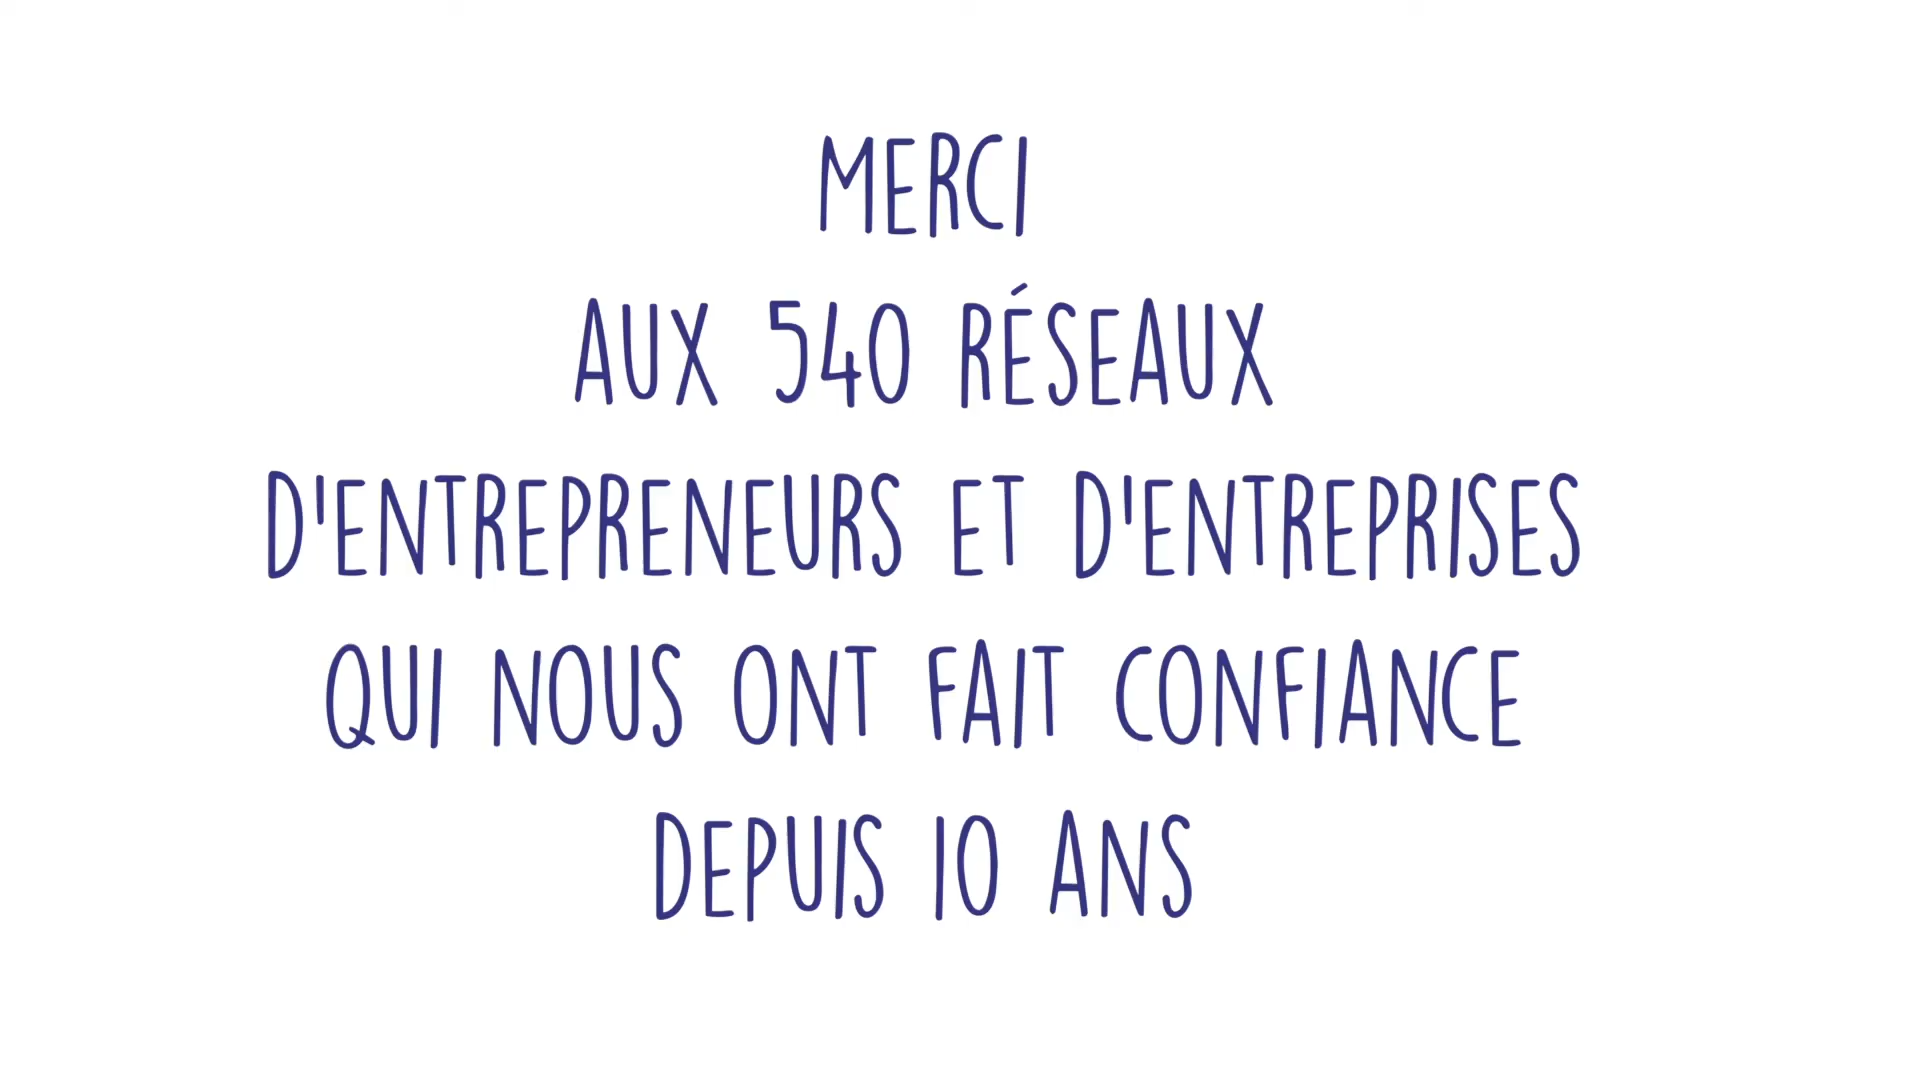 MERCI
AUX 540 RÉSEAUX
D'ENTREPRENEURS ET D'ENTREPRISES
QUI NOUS ONT FAIT CONFIANCE
DEPUIS 10 ANS